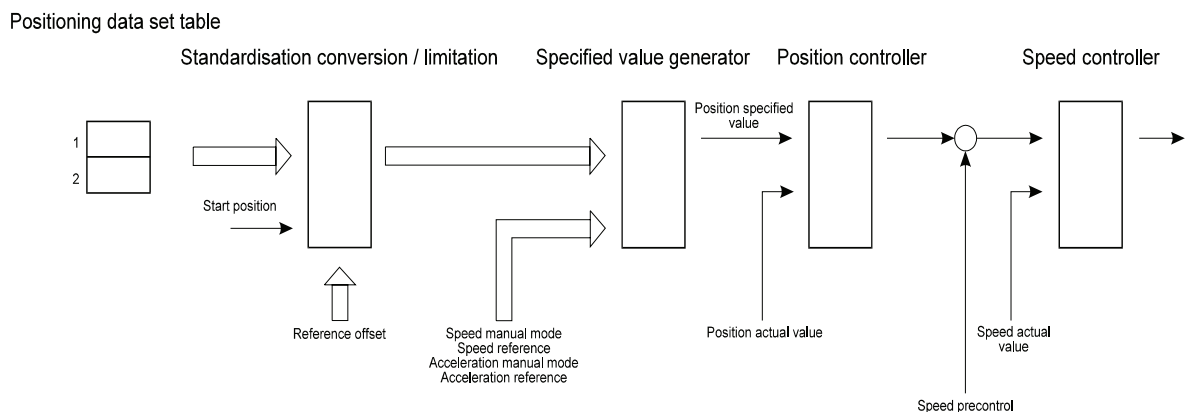 Positioning data set table
Standardisation conversion / limitation
Specified value generator
Position controller
Speed controller
Position specified
value
1
2
Start position
Reference offset
Speed manual mode
Speed reference
Acceleration manual mode
Acceleration reference
Position actual value
Speed actual
value
Speed precontrol